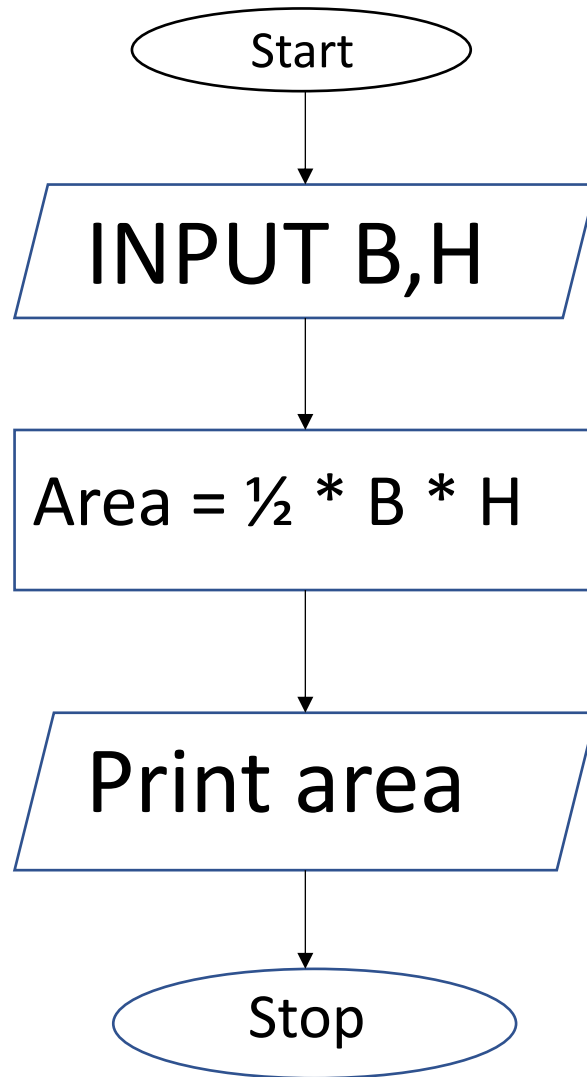 Start
INPUT B,H
Area = ½ * B * H
Print area
Stop